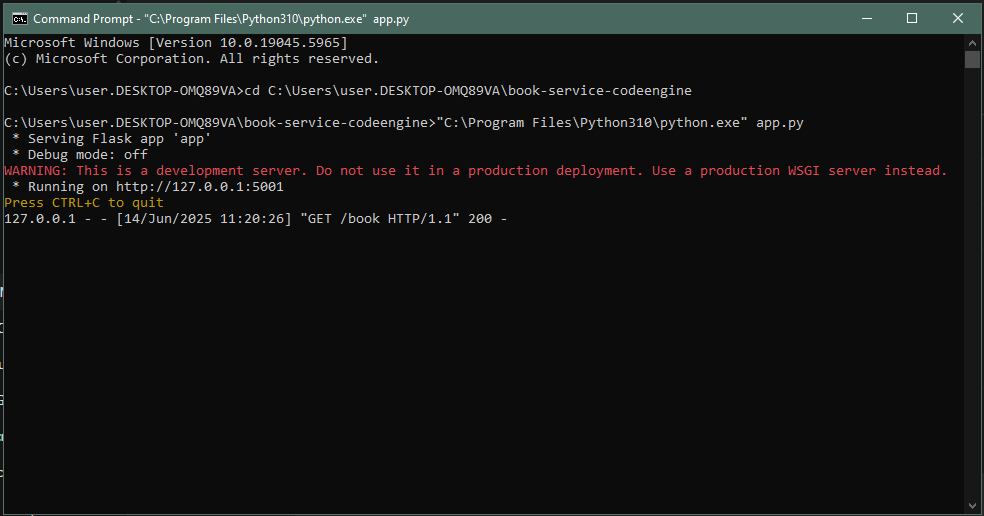 Command Prompt - "C:\Program Files\Python310\python.exe" app.py
Microsoft Windows [Version 10.0.19045.5965]
(c) Microsoft Corporation. All rights reserved.
C:\Users\user.DESKTOP-OMQ89VA>cd C:\Users\user.DESKTOP-OMQ89VA\book-service-codeengine
C:\Users\user.DESKTOP-OMQ89VA\book-service-codeengine>"C:\Program Files\Python310\python.exe" app.py
 * Serving Flask app 'app'
 * Debug mode: off
WARNING: This is a development server. Do not use it in a production deployment. Use a production WSGI server instead.
 * Running on http://127.0.0.1:5001
Press CTRL+C to quit
127.0.0.1 - - [14/Jun/2025 11:20:26] "GET /book HTTP/1.1" 200 -